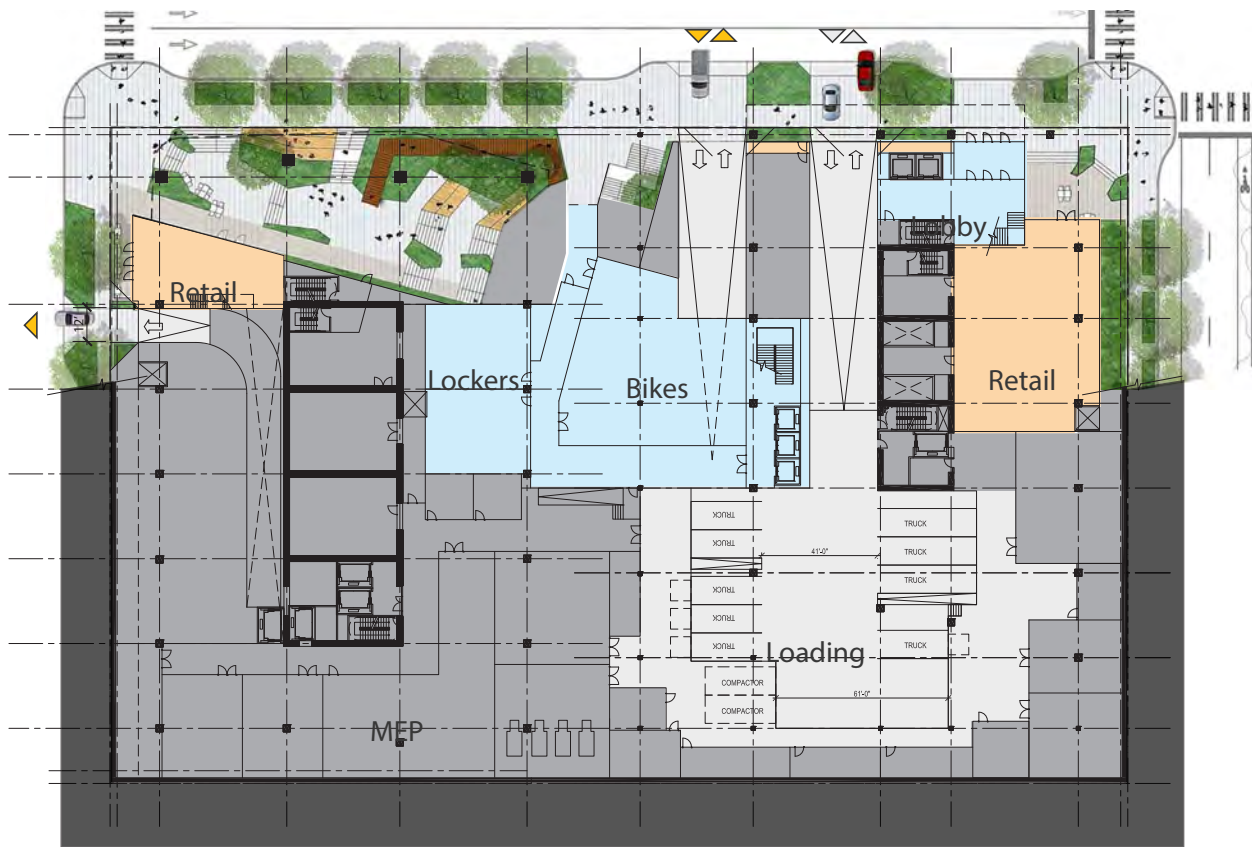 Lobby
Retail
12'
Lockers
Bikes
Retail
TRUCK
TRUCK
TRUCK
TRUCK
41'-0"
TRUCK
TRUCK
TRUCK
TRUCK
TRUCK
Loading
COMPACTOR
61'-0"
COMPACTOR
MEP